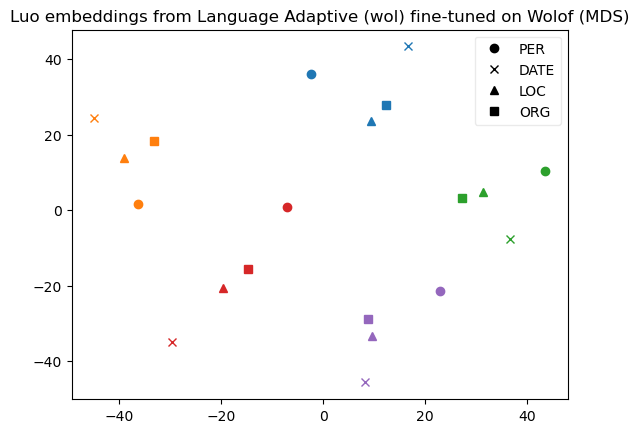 Luo embeddings from Language Adaptive (wol) fine-tuned on Wolof (MDS)
PER
DATE
LOC
ORG
40
20
0
−20
−40
−40
−20
0
20
40